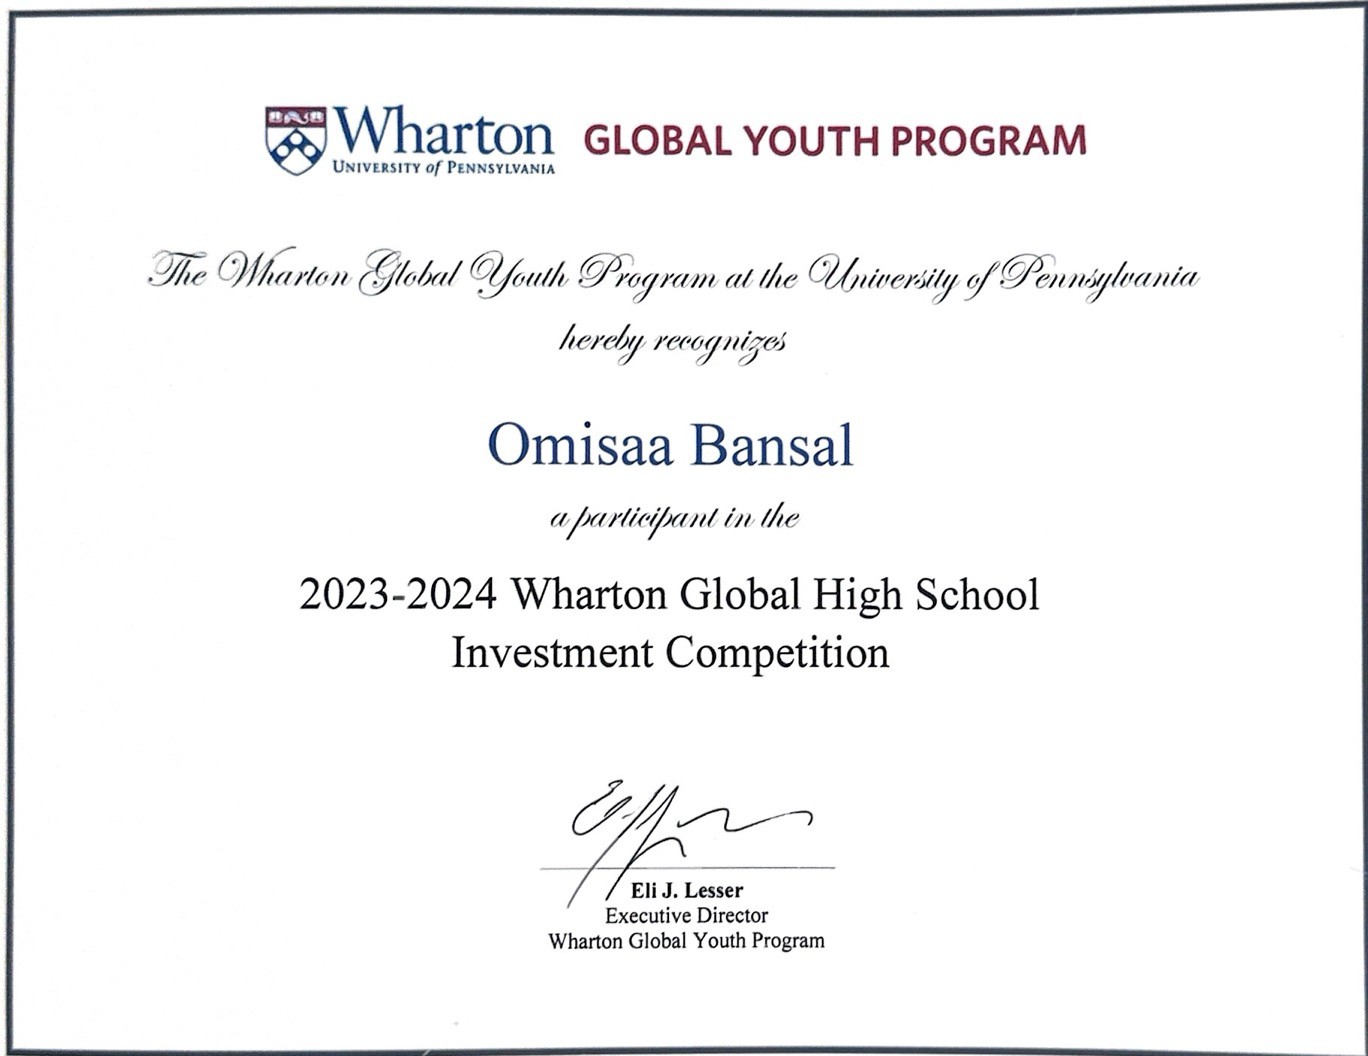 Wharton GLOBAL YOUTH PROGRAM
UNIVERSITY of PENNSYLVANIA
The Wharton Global Youth Program at the University of Pennsylvania
hereby recognizes
Omisaa Bansal
a participant in the
2023-2024 Wharton Global High School
Investment Competition
Eli J. Lesser
Executive Director
Wharton Global Youth Program